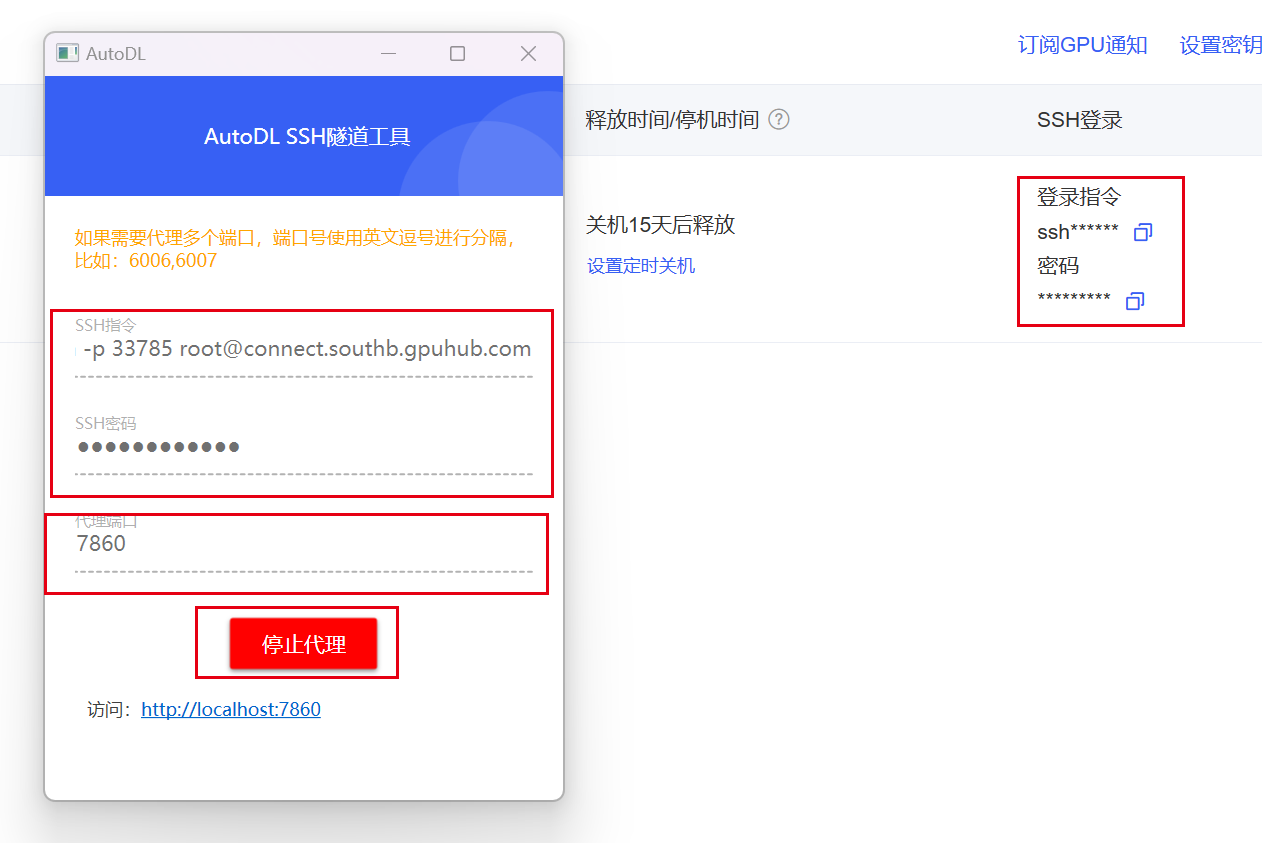 AutoDL
AutoDL SSH隧道工具
如果需要代理多个端口，端口号使用英文逗号进行分隔，
比如：6006,6007
SSH指令
-p 33785 root@connect.southb.gpuhub.com
SSH密码
●●●●●●●●●●●●
代理端口
7860
停止代理
访问：http://localhost:7860
订阅GPU通知
设置密钥
释放时间/停机时间 ?
SSH登录
关机15天后释放
设置定时关机
登录指令
ssh******
密码
*********